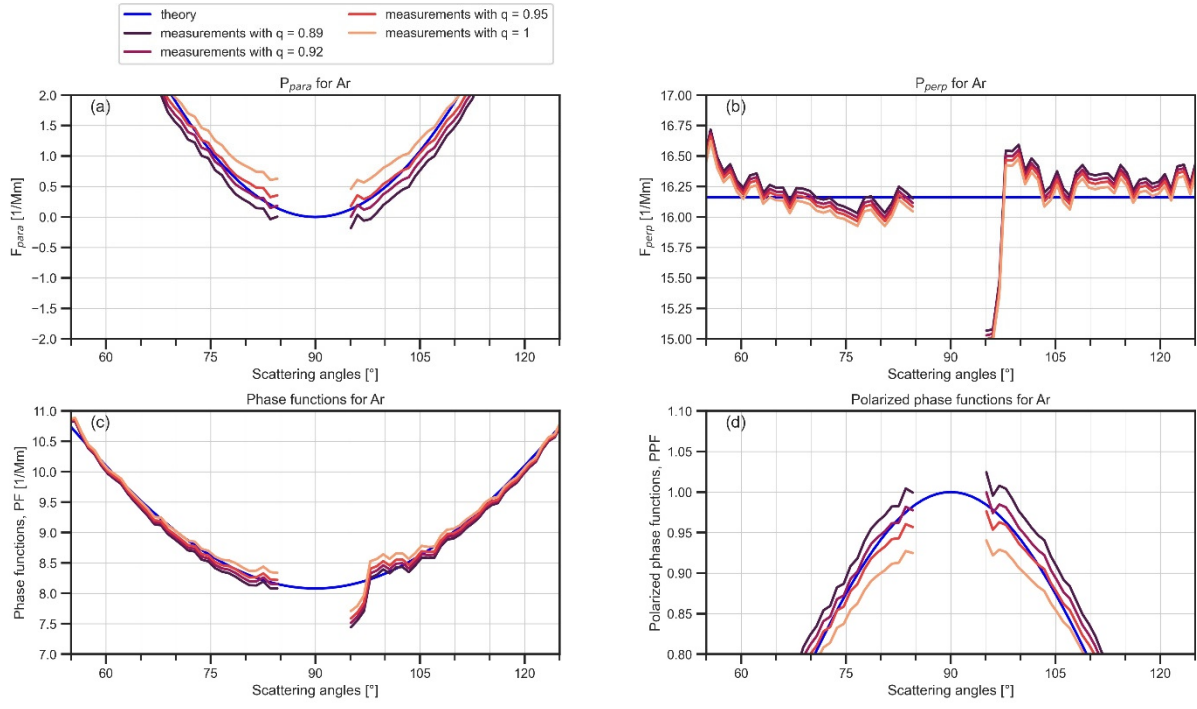 theory
measurements with q = 0.89
measurements with q = 0.92
measurements with q = 0.95
measurements with q = 1
P_para for Ar
(a)
F_para [1/Mm]
2.0
1.5
1.0
0.5
0.0
−0.5
−1.0
−1.5
−2.0
60 75 90 105 120
Scattering angles [°]
P_perp for Ar
(b)
F_perp [1/Mm]
17.00
16.75
16.50
16.25
16.00
15.75
15.50
15.25
15.00
60 75 90 105 120
Scattering angles [°]
Phase functions for Ar
(c)
Phase functions, PF [1/Mm]
11.0
10.5
10.0
9.5
9.0
8.5
8.0
7.5
7.0
60 75 90 105 120
Scattering angles [°]
Polarized phase functions for Ar
(d)
Polarized phase functions, PPF
1.10
1.05
1.00
0.95
0.90
0.85
0.80
60 75 90 105 120
Scattering angles [°]